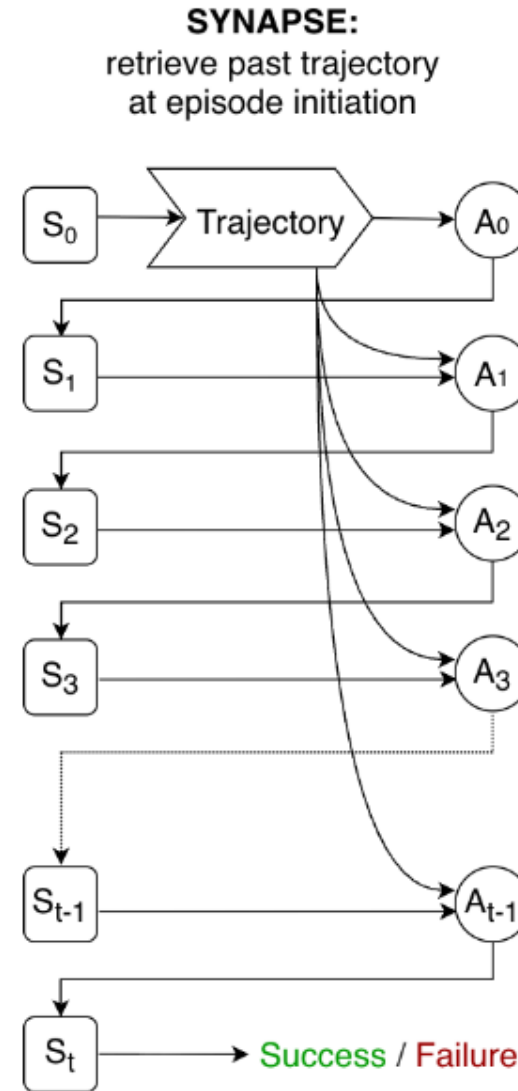 SYNAPSE:
retrieve past trajectory
at episode initiation
S₀ Trajectory A₀
S₁ A₁
S₂ A₂
S₃ A₃
Sₜ₋₁ Aₜ₋₁
Sₜ Success / Failure